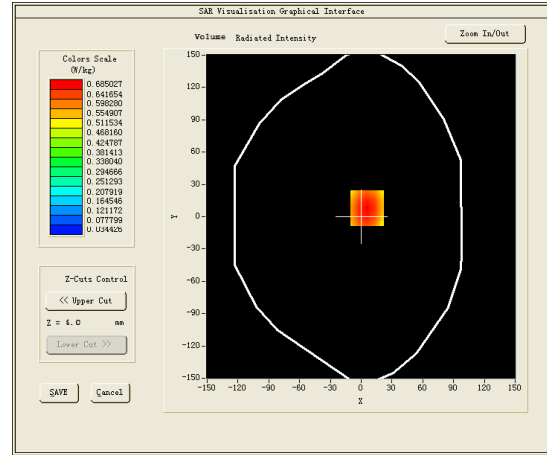 SAR Visualisation Graphical Interface
Volume Radiated Intensity
Zoom In/Out
Colors Scale
(W/kg)
0.685027
0.641654
0.598280
0.554907
0.511534
0.468160
0.424787
0.381413
0.338040
0.294666
0.251293
0.207919
0.164546
0.121172
0.077799
0.034426
Z-Cuts Control
<< Upper Cut
Z = 4.0 mm
Lower Cut >>
SAVE
Cancel
150
120
90
60
30
0
-30
-60
-90
-120
-150
Y
-150 -120 -90 -60 -30 0 30 60 90 120 150
X